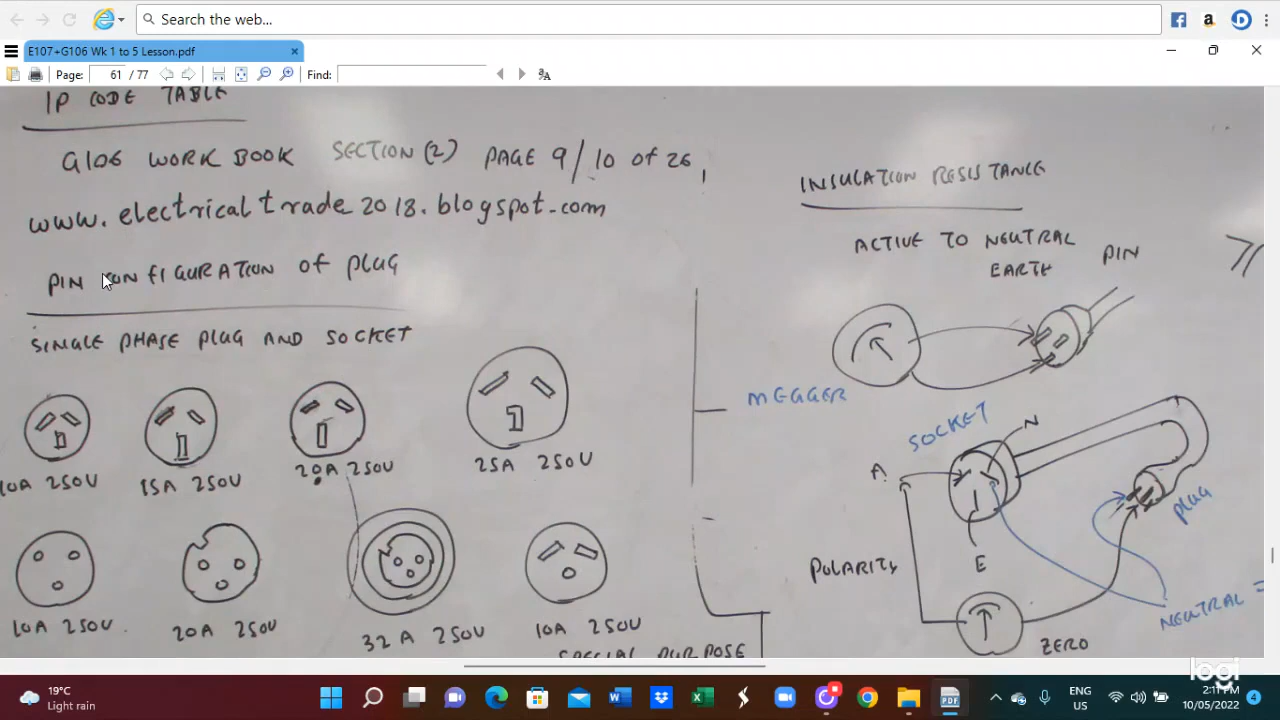 Search the web...
E107+G106 Wk 1 to 5 Lesson.pdf
Page: 61 / 77 Find:
IP CODE TABLE
G106 WORK BOOK SECTION (2) PAGE 9/10 of 26,
www.electricaltrade2018.blogspot.com
PIN CONFIGURATION of PLUG
SINGLE PHASE PLUG AND SOCKET
10A 250V 15A 250V 20A 250V 25A 250V
10A 250V 20A 250V 32A 250V 10A 250V
SPECIAL PURPOSE
INSULATION RESISTANCE
ACTIVE TO NEUTRAL
EARTH PIN
MEGGER
SOCKET N
A
PLUG
E
POLARITY
NEUTRAL =
ZERO
logi
19°C
Light rain
ENG
US
2:11 PM
10/05/2022
4